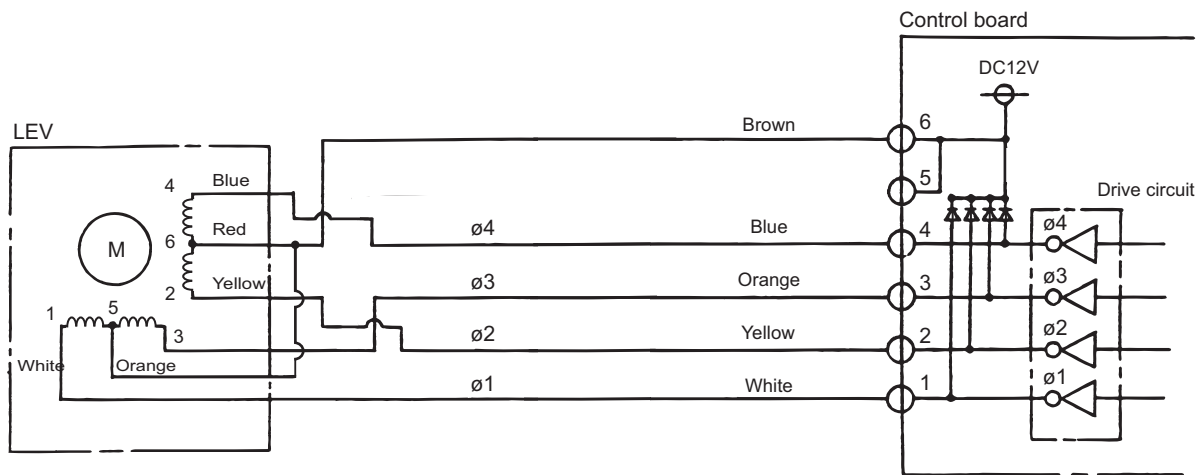 Control board
DC12V
LEV
Brown
6
5
4
Blue
Drive circuit
Red
6
ø4
Blue
4
ø4
M
2
Yellow
ø3
Orange
3
ø3
1
5
3
ø2
Yellow
2
ø2
White
Orange
ø1
White
1
ø1